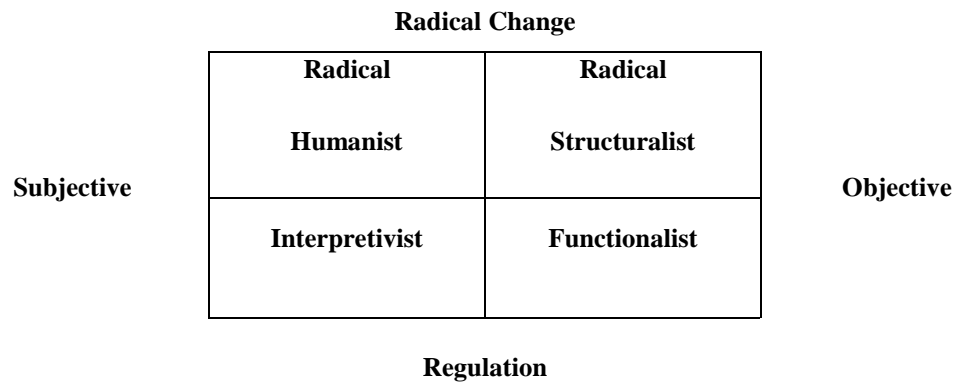 Radical Change
Radical Radical
Humanist Structuralist
Subjective Objective
Interpretivist Functionalist
Regulation